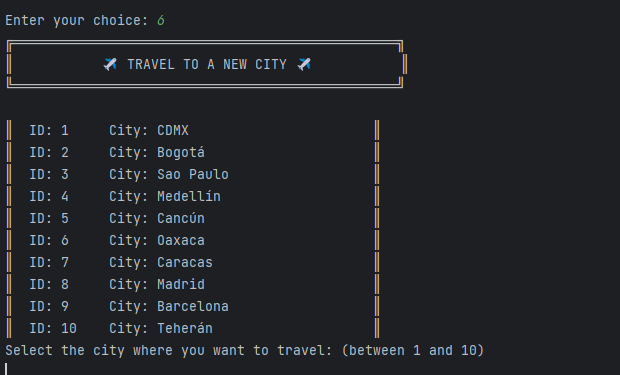 Enter your choice: 6
╔════════════════════════════════════════════════╗
║ ✈️ TRAVEL TO A NEW CITY ✈️ ║
╚════════════════════════════════════════════════╝
║ ID: 1 City: CDMX ║
║ ID: 2 City: Bogotá ║
║ ID: 3 City: Sao Paulo ║
║ ID: 4 City: Medellín ║
║ ID: 5 City: Cancún ║
║ ID: 6 City: Oaxaca ║
║ ID: 7 City: Caracas ║
║ ID: 8 City: Madrid ║
║ ID: 9 City: Barcelona ║
║ ID: 10 City: Teherán ║
Select the city where you want to travel: (between 1 and 10)